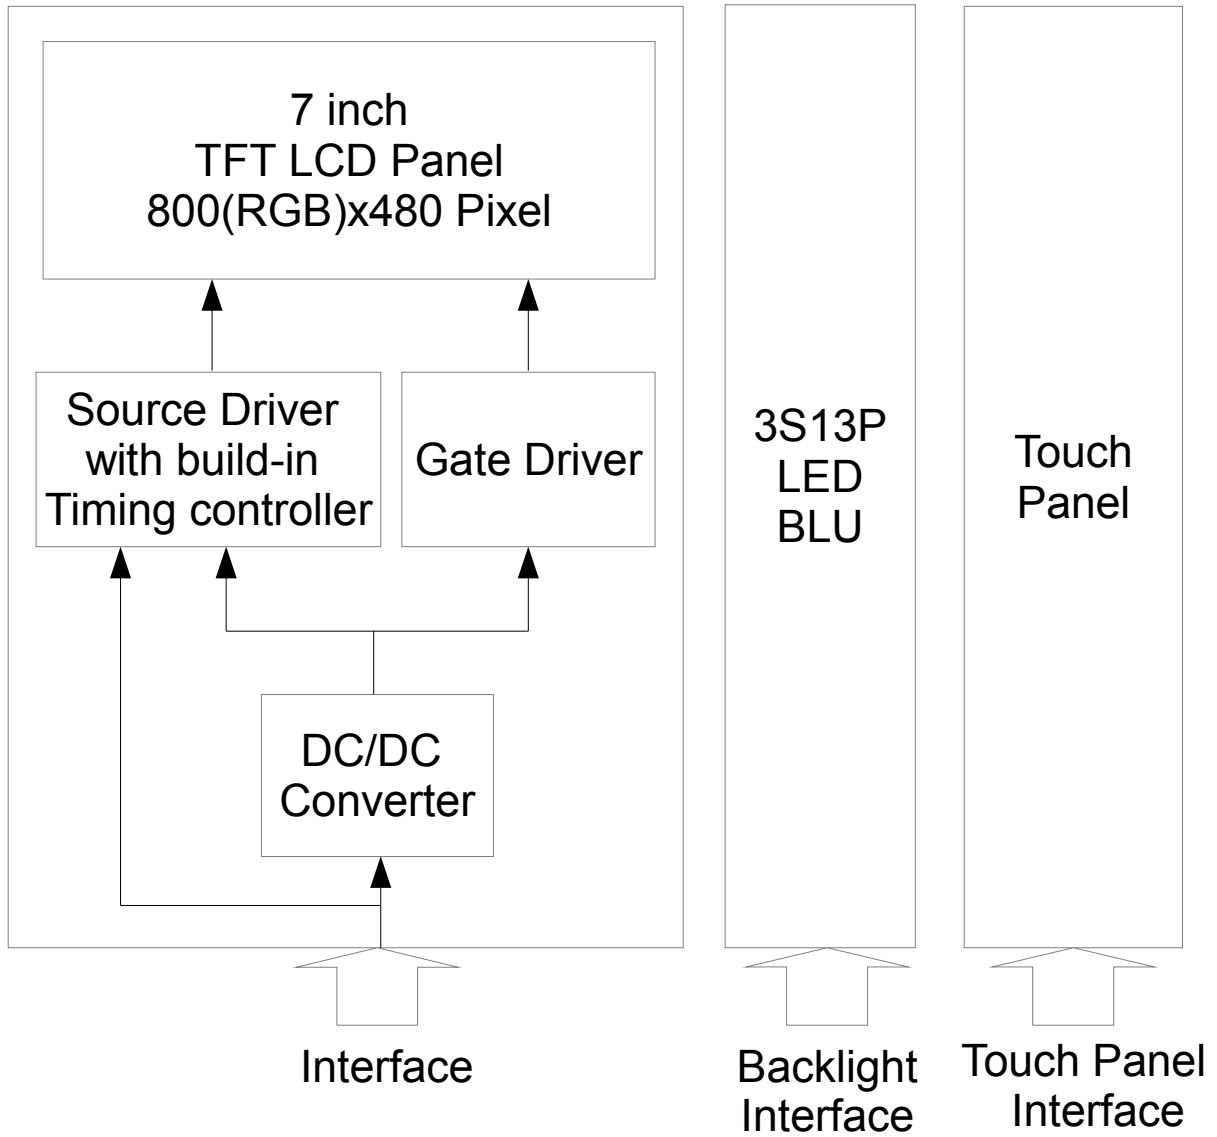 7 inch
TFT LCD Panel
800(RGB)x480 Pixel
Source Driver
with build-in
Timing controller
Gate Driver
DC/DC
Converter
Interface
3S13P
LED
BLU
Backlight
Interface
Touch
Panel
Touch Panel
Interface